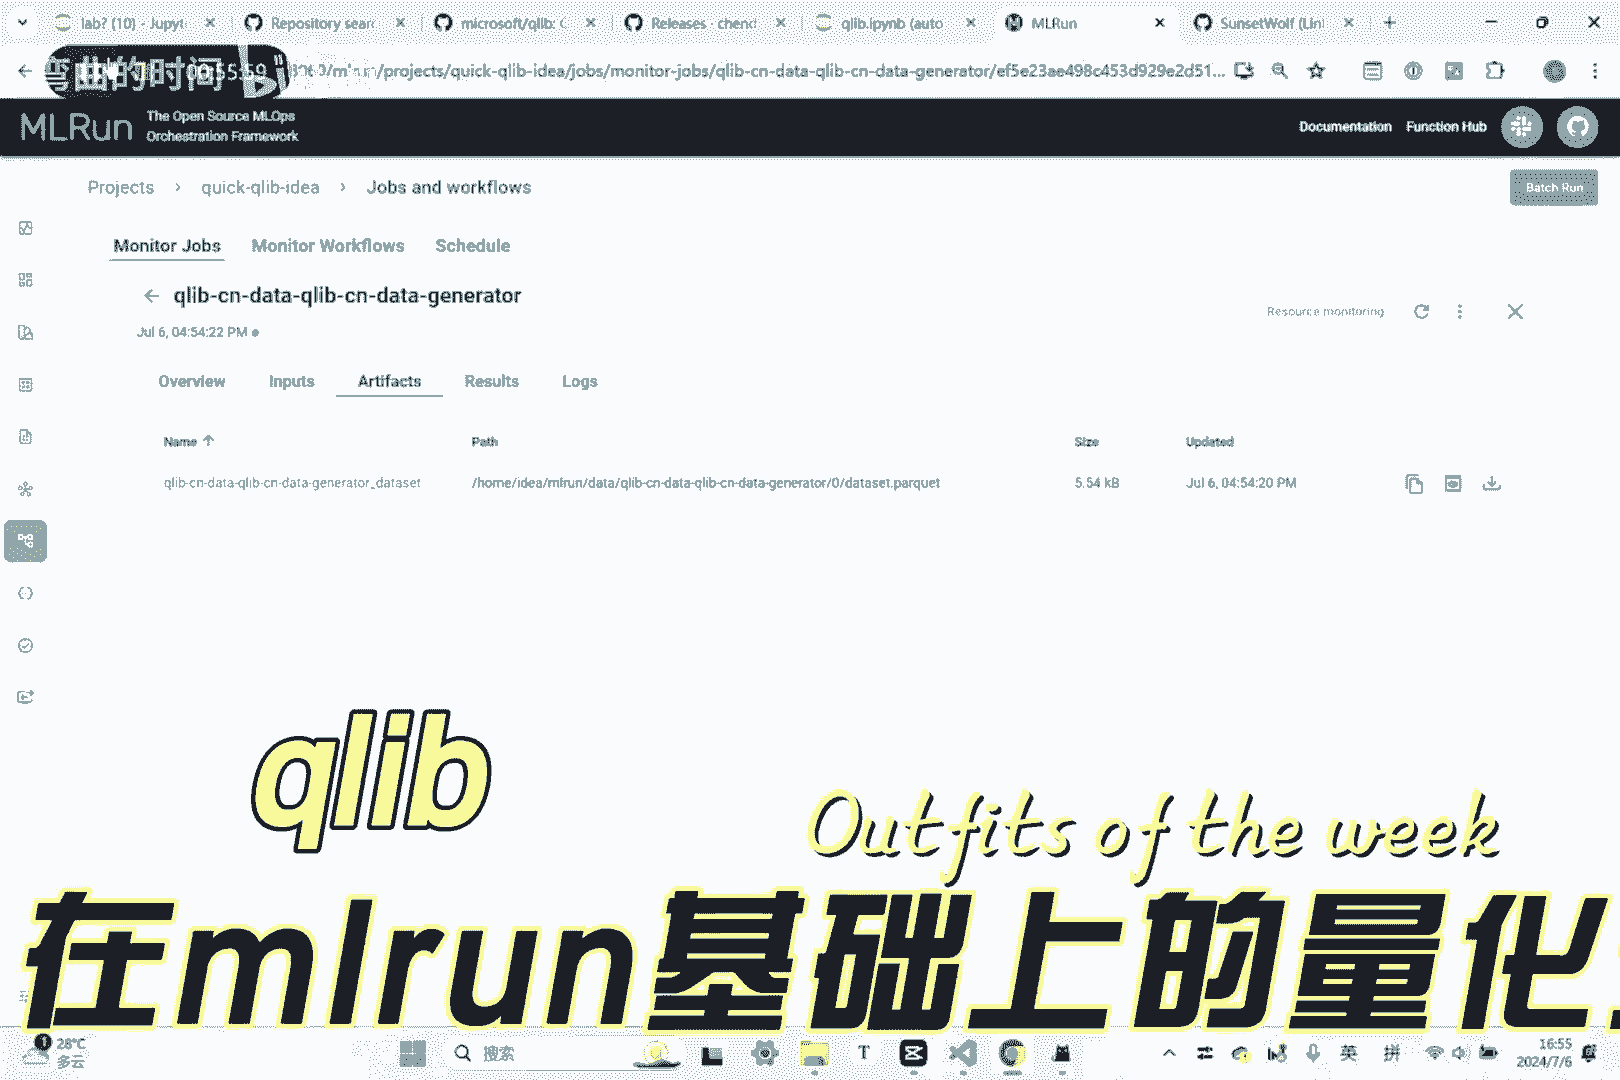 lab? (10) - Jupyt
Repository sear
microsoft/qlib:
Releases · chend
qlib.ipynb (auto
MLRun
SunsetWolf (Lin
弯曲的时间
00:55:59
/projects/quick-qlib-idea/jobs/monitor-jobs/qlib-cn-data-qlib-cn-data-generator/ef5e23ae498c453d929e2d51...
MLRun
The Open Source MLOps
Orchestration Framework
Documentation
Function Hub
Projects › quick-qlib-idea › Jobs and workflows
Batch Run
Monitor Jobs
Monitor Workflows
Schedule
qlib-cn-data-qlib-cn-data-generator
Jul 6, 04:54:22 PM
Resource monitoring
Overview
Inputs
Artifacts
Results
Logs
Name
Path
Size
Updated
qlib-cn-data-qlib-cn-data-generator_dataset
/home/idea/mlrun/data/qlib-cn-data-qlib-cn-data-generator/0/dataset.parquet
5.54 kB
Jul 6, 04:54:20 PM
qlib
Outfits of the week
在mlrun基础上的量化
1
28°C
多云
搜索
英
拼
16:55
2024/7/6